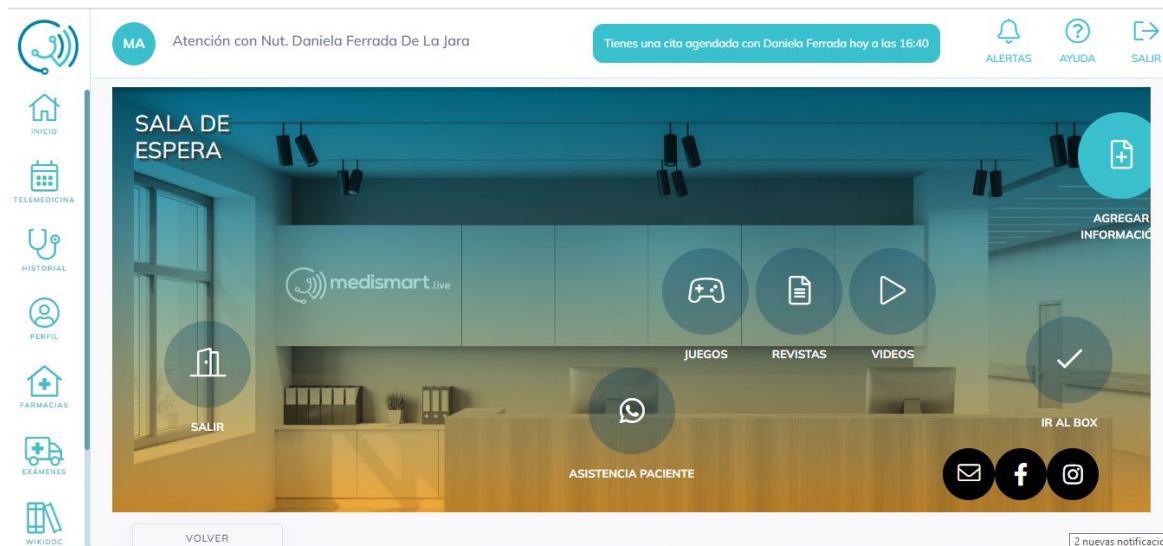 MA
Atención con Nut. Daniela Ferrada De La Jara
Tienes una cita agendada con Daniela Ferrada hoy a las 16:40
ALERTAS
AYUDA
SALIR
INICIO
TELEMEDICINA
HISTORIAL
PERFIL
FARMACIAS
EXÁMENES
WIKIDOC
SALA DE
ESPERA
AGREGAR
INFORMACIÓ
medismart.live
JUEGOS
REVISTAS
VIDEOS
SALIR
IR AL BOX
ASISTENCIA PACIENTE
VOLVER
2 nuevas notificacio